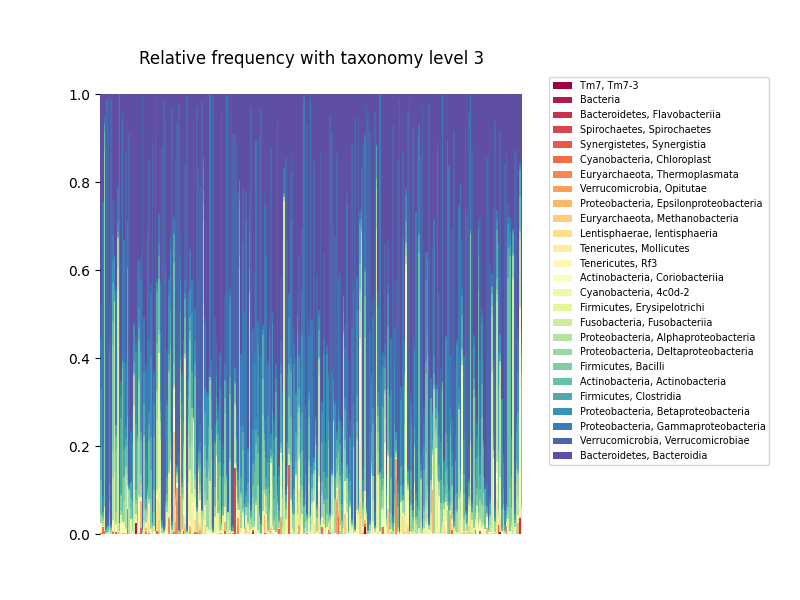 Relative frequency with taxonomy level 3
1.0
0.8
0.6
0.4
0.2
0.0
Tm7, Tm7-3
Bacteria
Bacteroidetes, Flavobacteriia
Spirochaetes, Spirochaetes
Synergistetes, Synergistia
Cyanobacteria, Chloroplast
Euryarchaeota, Thermoplasmata
Verrucomicrobia, Opitutae
Proteobacteria, Epsilonproteobacteria
Euryarchaeota, Methanobacteria
Lentisphaerae, lentisphaeria
Tenericutes, Mollicutes
Tenericutes, Rf3
Actinobacteria, Coriobacteriia
Cyanobacteria, 4c0d-2
Firmicutes, Erysipelotrichi
Fusobacteria, Fusobacteriia
Proteobacteria, Alphaproteobacteria
Proteobacteria, Deltaproteobacteria
Firmicutes, Bacilli
Actinobacteria, Actinobacteria
Firmicutes, Clostridia
Proteobacteria, Betaproteobacteria
Proteobacteria, Gammaproteobacteria
Verrucomicrobia, Verrucomicrobiae
Bacteroidetes, Bacteroidia